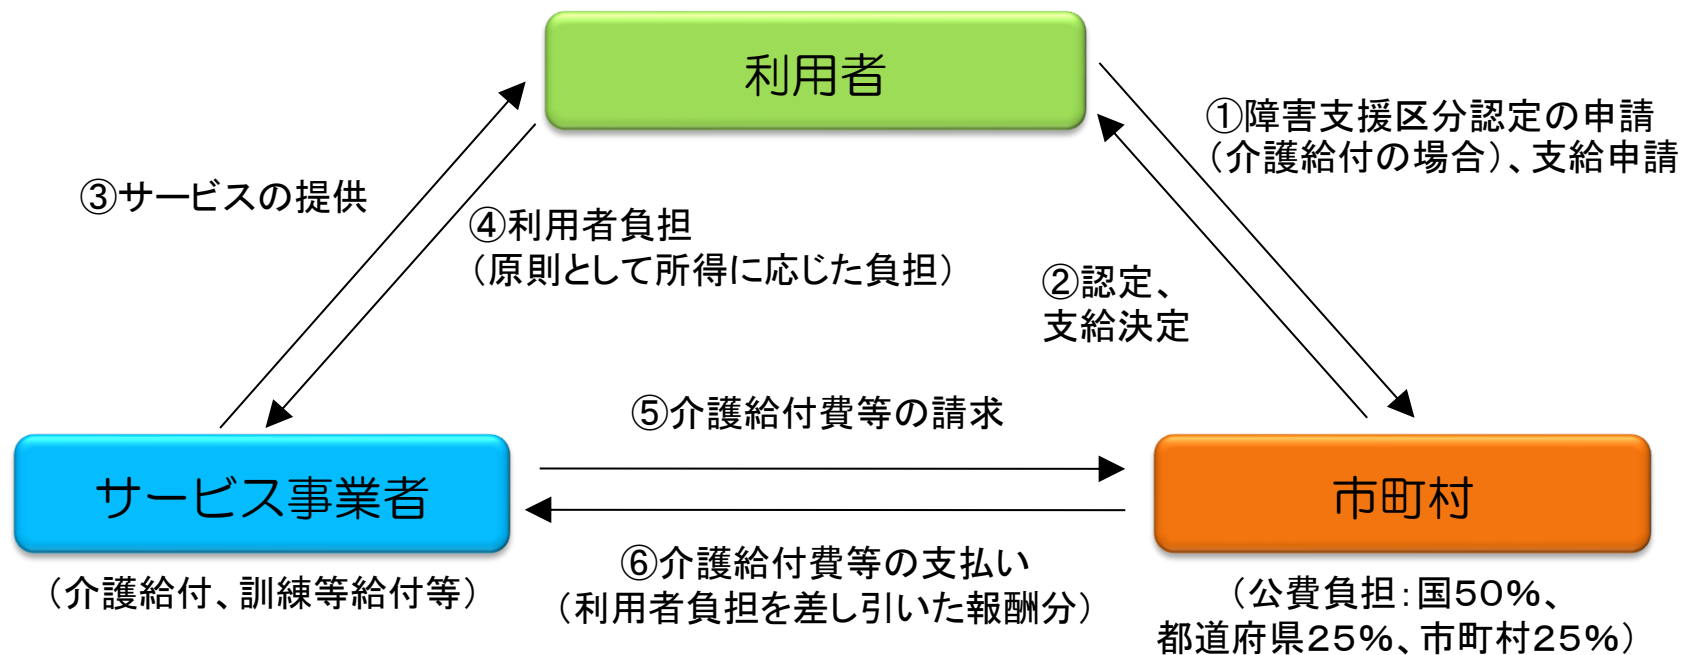 利用者
①障害支援区分認定の申請
（介護給付の場合）、支給申請
③サービスの提供
④利用者負担
（原則として所得に応じた負担）
②認定、
支給決定
⑤介護給付費等の請求
サービス事業者
市町村
⑥介護給付費等の支払い
（利用者負担を差し引いた報酬分）
（介護給付、訓練等給付等）
（公費負担：国50％、
都道府県25％、市町村25％）